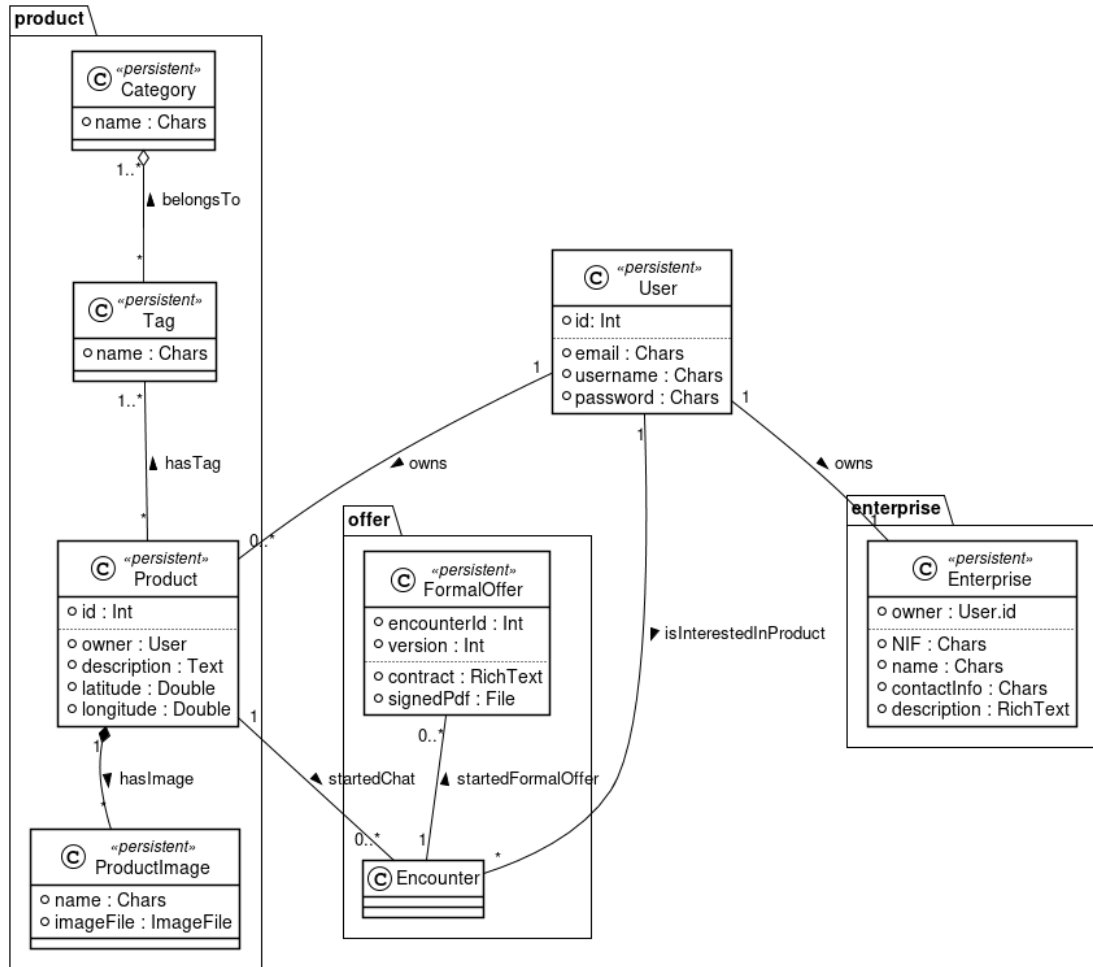 product
C
«persistent»
Category
name : Chars
1..*
belongsTo
*
C
«persistent»
Tag
name : Chars
1..*
hasTag
*
C
«persistent»
Product
id : Int
owner : User
description : Text
latitude : Double
longitude : Double
1
hasImage
*
C
«persistent»
ProductImage
name : Chars
imageFile : ImageFile
C
«persistent»
User
id: Int
email : Chars
username : Chars
password : Chars
1
owns
0..*
1
isInterestedInProduct
*
1
owns
1
offer
C
«persistent»
FormalOffer
encounterId : Int
version : Int
contract : RichText
signedPdf : File
0..*
startedFormalOffer
1
1
startedChat
0..*
C
Encounter
enterprise
C
«persistent»
Enterprise
owner : User.id
NIF : Chars
name : Chars
contactInfo : Chars
description : RichText